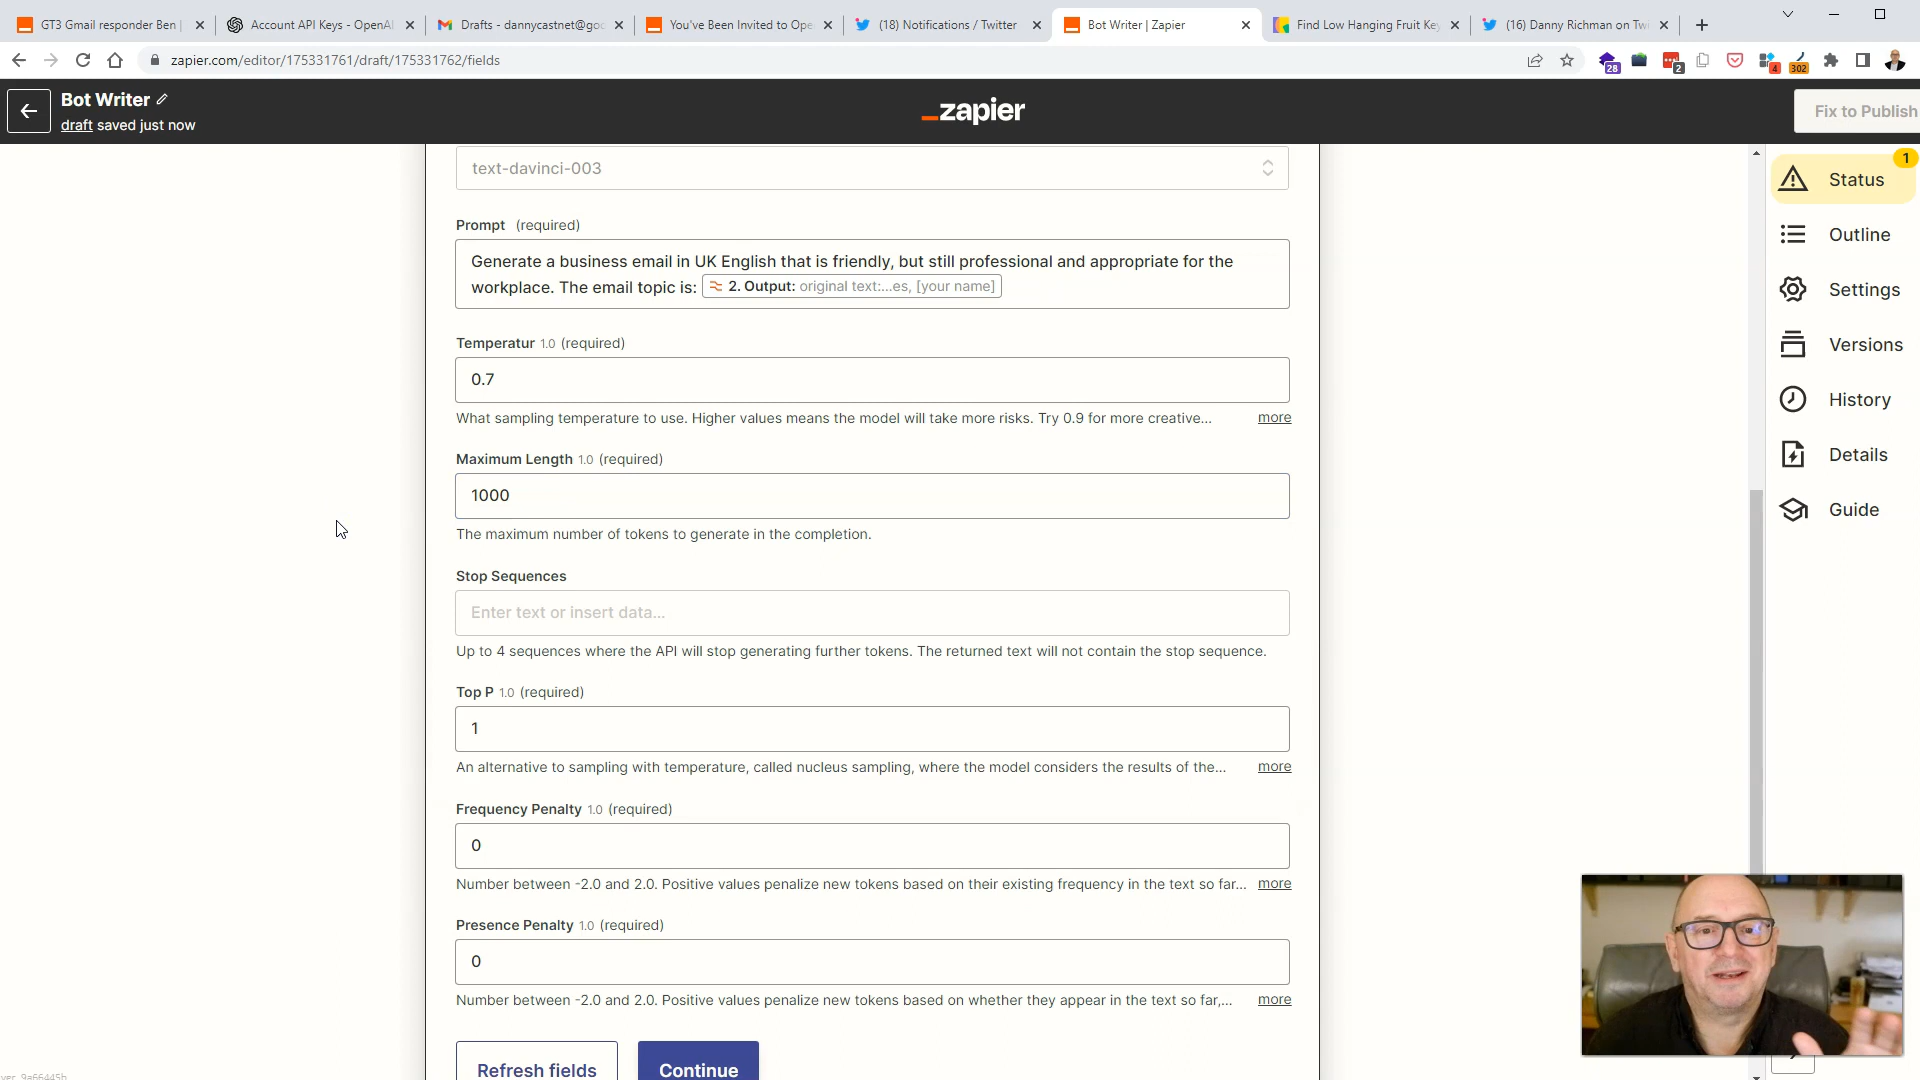 GT3 Gmail responder Ben |
Account API Keys - OpenAI
Drafts - dannycastnet@goo
You've Been Invited to Ope
(18) Notifications / Twitter
Bot Writer | Zapier
Find Low Hanging Fruit Key
(16) Danny Richman on Twi
zapier.com/editor/175331761/draft/175331762/fields
28
2
4
302
Bot Writer
draft saved just now
_zapier
Fix to Publish
text-davinci-003
Prompt (required)
Generate a business email in UK English that is friendly, but still professional and appropriate for the
workplace. The email topic is: 2. Output: original text:...es, [your name]
Temperatur 1.0 (required)
0.7
What sampling temperature to use. Higher values means the model will take more risks. Try 0.9 for more creative... more
Maximum Length 1.0 (required)
1000
The maximum number of tokens to generate in the completion.
Stop Sequences
Enter text or insert data...
Up to 4 sequences where the API will stop generating further tokens. The returned text will not contain the stop sequence.
Top P 1.0 (required)
1
An alternative to sampling with temperature, called nucleus sampling, where the model considers the results of the... more
Frequency Penalty 1.0 (required)
0
Number between -2.0 and 2.0. Positive values penalize new tokens based on their existing frequency in the text so far... more
Presence Penalty 1.0 (required)
0
Number between -2.0 and 2.0. Positive values penalize new tokens based on whether they appear in the text so far,... more
Refresh fields
Continue
1
Status
Outline
Settings
Versions
History
Details
Guide